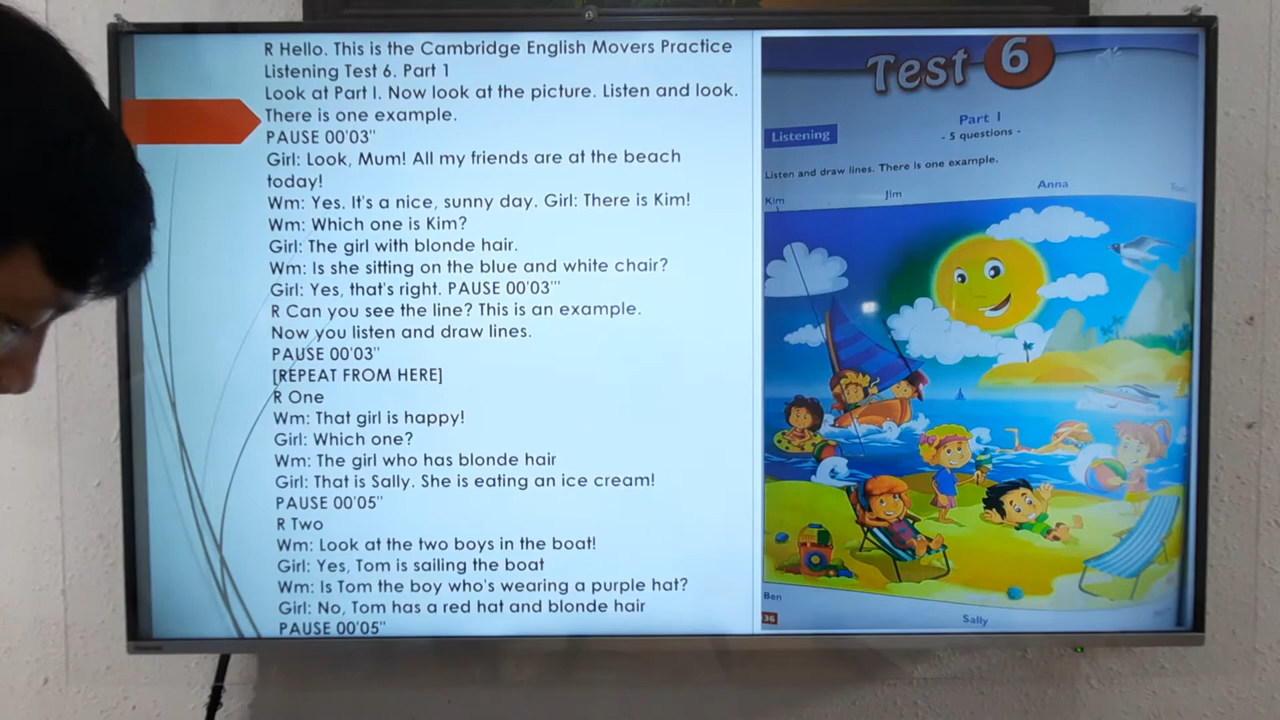 R Hello. This is the Cambridge English Movers Practice
Listening Test 6. Part 1
Look at Part I. Now look at the picture. Listen and look.
There is one example.
PAUSE 00'03"
Girl: Look, Mum! All my friends are at the beach
today!
Wm: Yes. It's a nice, sunny day. Girl: There is Kim!
Wm: Which one is Kim?
Girl: The girl with blonde hair.
Wm: Is she sitting on the blue and white chair?
Girl: Yes, that's right. PAUSE 00'03'"
R Can you see the line? This is an example.
Now you listen and draw lines.
PAUSE 00'03"
[REPEAT FROM HERE]
R One
Wm: That girl is happy!
Girl: Which one?
Wm: The girl who has blonde hair
Girl: That is Sally. She is eating an ice cream!
PAUSE 00'05"
R Two
Wm: Look at the two boys in the boat!
Girl: Yes, Tom is sailing the boat
Wm: Is Tom the boy who's wearing a purple hat?
Girl: No, Tom has a red hat and blonde hair
PAUSE 00'05"
Test 6
Part 1
Listening
- 5 questions -
Listen and draw lines. There is one example.
Kim Jim Anna
Ben
36
Sally